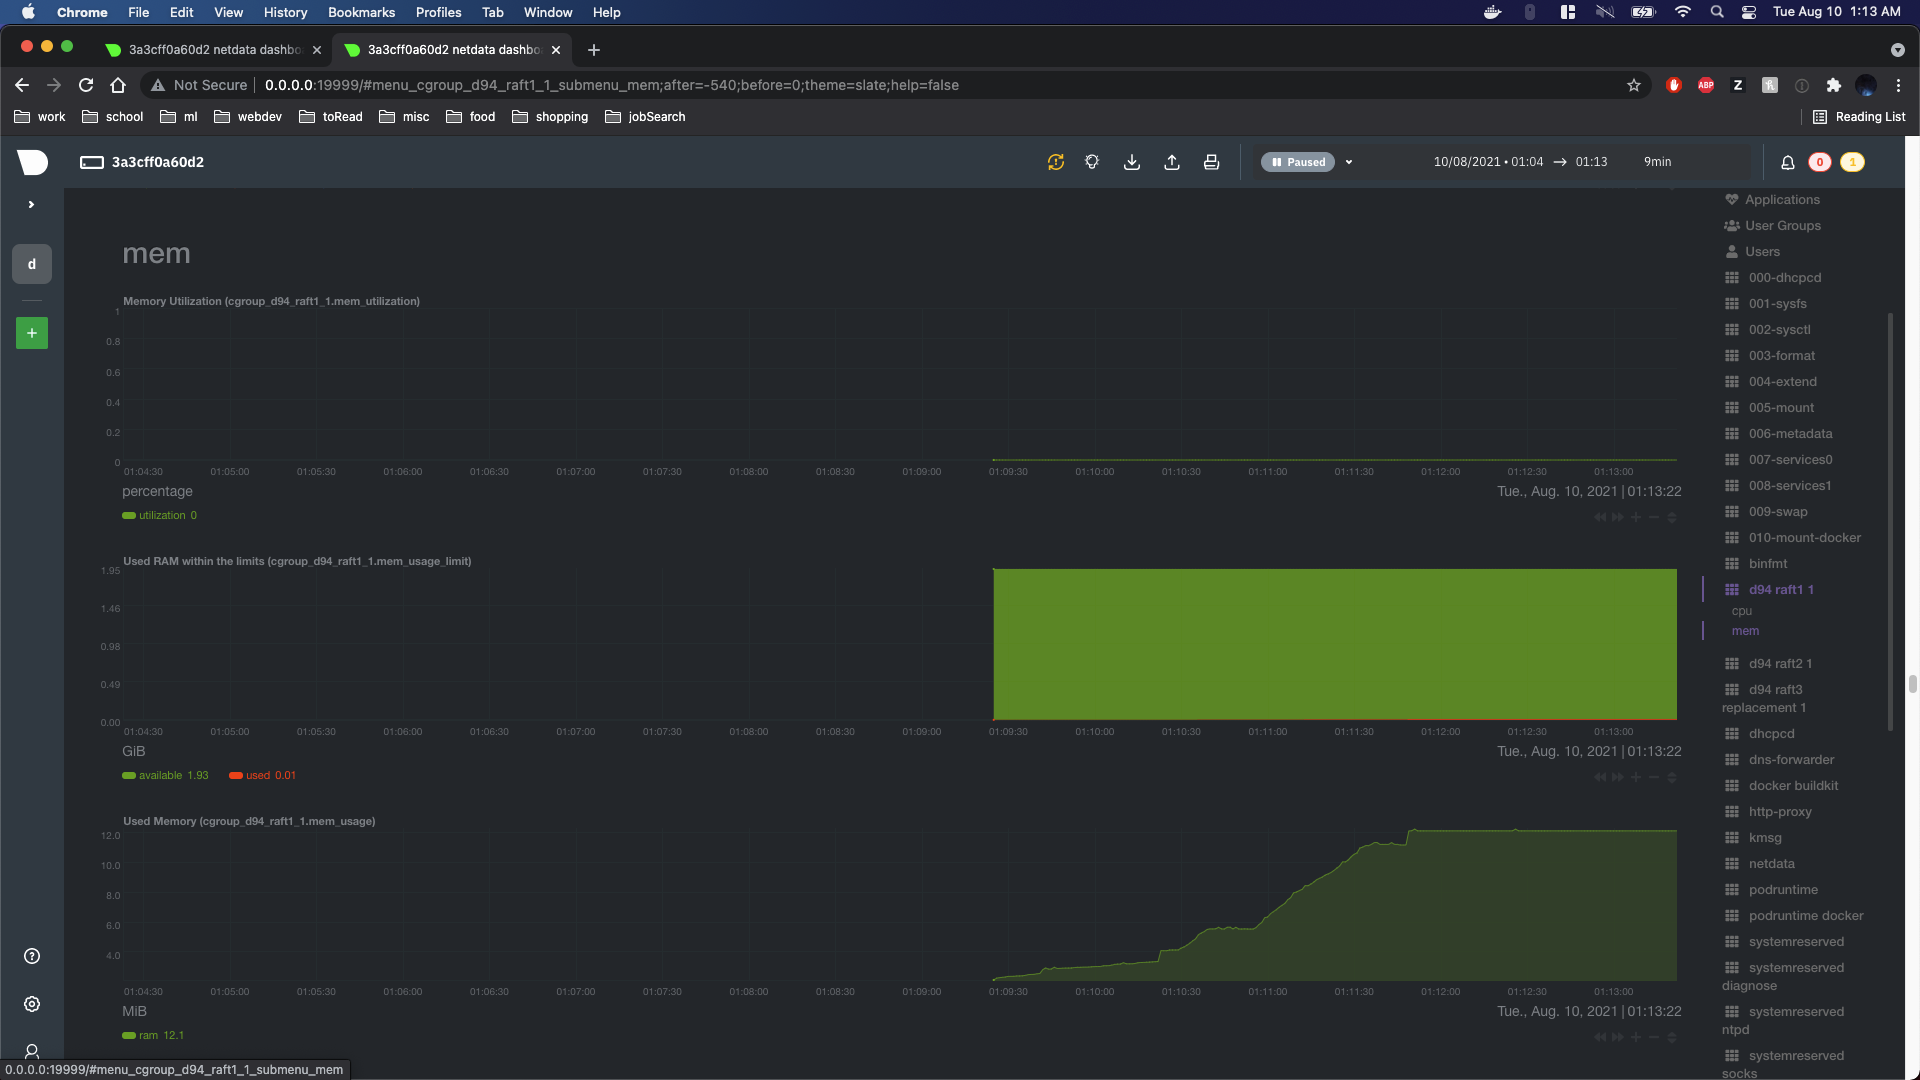 Chrome File Edit View History Bookmarks Profiles Tab Window Help
Tue Aug 10 1:13 AM
3a3cff0a60d2 netdata dashbo
3a3cff0a60d2 netdata dashbo
Not Secure 0.0.0.0:19999/#menu_cgroup_d94_raft1_1_submenu_mem;after=-540;before=0;theme=slate;help=false
ABP
Z
work school ml webdev toRead misc food shopping jobSearch
Reading List
3a3cff0a60d2
Paused
10/08/2021 • 01:04 → 01:13 9min
0
1
d
+
mem
Memory Utilization (cgroup_d94_raft1_1.mem_utilization)
1
0.8
0.6
0.4
0.2
0
01:04:30 01:05:00 01:05:30 01:06:00 01:06:30 01:07:00 01:07:30 01:08:00 01:08:30 01:09:00 01:09:30 01:10:00 01:10:30 01:11:00 01:11:30 01:12:00 01:12:30 01:13:00
percentage
Tue., Aug. 10, 2021 | 01:13:22
utilization 0
Used RAM within the limits (cgroup_d94_raft1_1.mem_usage_limit)
1.95
1.46
0.98
0.49
0.00
01:04:30 01:05:00 01:05:30 01:06:00 01:06:30 01:07:00 01:07:30 01:08:00 01:08:30 01:09:00 01:09:30 01:10:00 01:10:30 01:11:00 01:11:30 01:12:00 01:12:30 01:13:00
GiB
Tue., Aug. 10, 2021 | 01:13:22
available 1.93 used 0.01
Used Memory (cgroup_d94_raft1_1.mem_usage)
12.0
10.0
8.0
6.0
4.0
01:04:30 01:05:00 01:05:30 01:06:00 01:06:30 01:07:00 01:07:30 01:08:00 01:08:30 01:09:00 01:09:30 01:10:00 01:10:30 01:11:00 01:11:30 01:12:00 01:12:30 01:13:00
MiB
Tue., Aug. 10, 2021 | 01:13:22
ram 12.1
Applications
User Groups
Users
000-dhcpcd
001-sysfs
002-sysctl
003-format
004-extend
005-mount
006-metadata
007-services0
008-services1
009-swap
010-mount-docker
binfmt
d94 raft1 1
cpu
mem
d94 raft2 1
d94 raft3
replacement 1
dhcpcd
dns-forwarder
docker buildkit
http-proxy
kmsg
netdata
podruntime
podruntime docker
systemreserved
systemreserved
diagnose
systemreserved
ntpd
systemreserved
socks
0.0.0.0:19999/#menu_cgroup_d94_raft1_1_submenu_mem